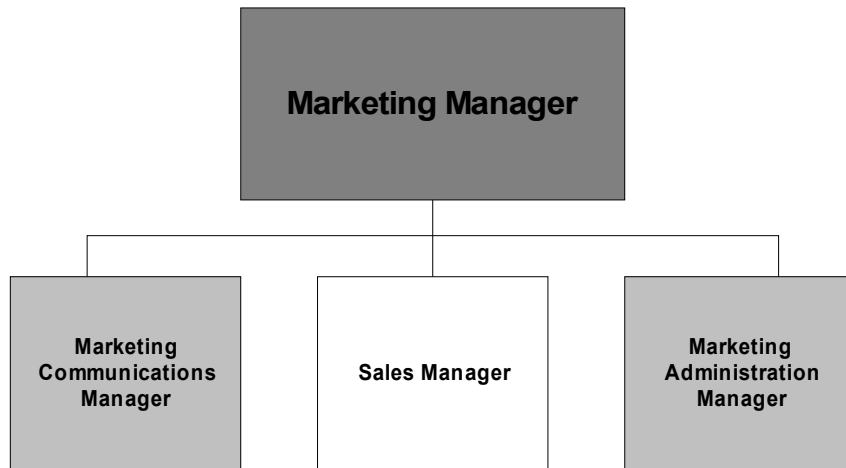 Marketing Manager
Marketing
Communications
Manager
Sales Manager
Marketing
Administration
Manager